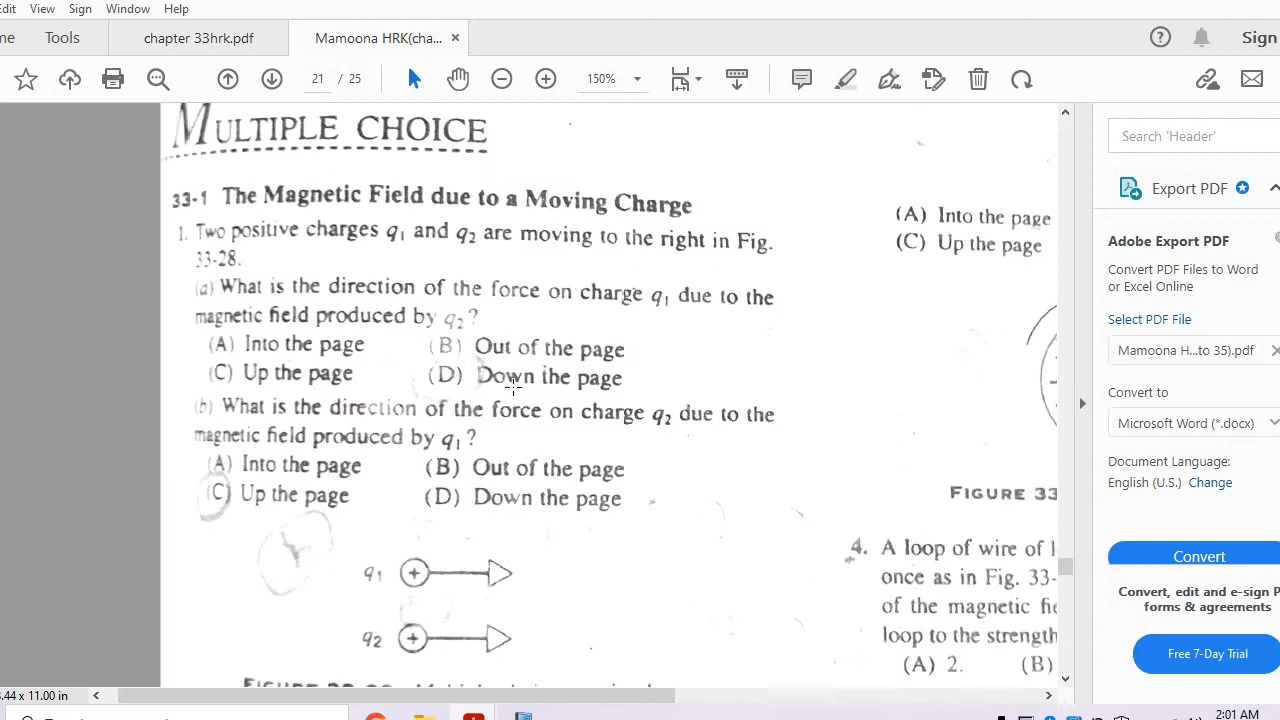 Edit View Sign Window Help
me Tools chapter 33hrk.pdf Mamoona HRK(cha... × ? Sign
21 / 25 150%
MULTIPLE CHOICE
33-1 The Magnetic Field due to a Moving Charge
1. Two positive charges q1 and q2 are moving to the right in Fig.
33-28.
(a) What is the direction of the force on charge q1 due to the
magnetic field produced by q2?
(A) Into the page (B) Out of the page
(C) Up the page (D) Down the page
(b) What is the direction of the force on charge q2 due to the
magnetic field produced by q1?
(A) Into the page (B) Out of the page
(C) Up the page (D) Down the page
q1 +
q2 +
(A) Into the page
(C) Up the page
FIGURE 33
4. A loop of wire of l
once as in Fig. 33-
of the magnetic fie
loop to the strength
(A) 2. (B)
Search 'Header'
Export PDF
Adobe Export PDF
Convert PDF Files to Word
or Excel Online
Select PDF File
Mamoona H...to 35).pdf ×
Convert to
Microsoft Word (*.docx)
Document Language:
English (U.S.) Change
Convert
Convert, edit and e-sign P
forms & agreements
Free 7-Day Trial
8.44 x 11.00 in
2:01 AM